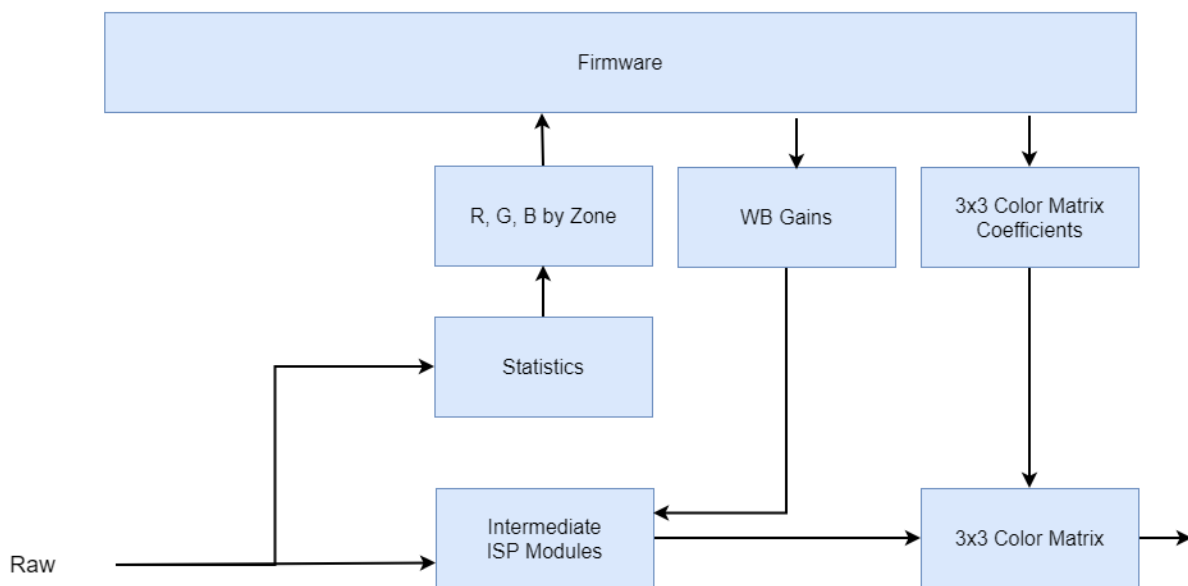 Firmware
R, G, B by Zone
WB Gains
3x3 Color Matrix
Coefficients
Statistics
Intermediate
ISP Modules
3x3 Color Matrix
Raw